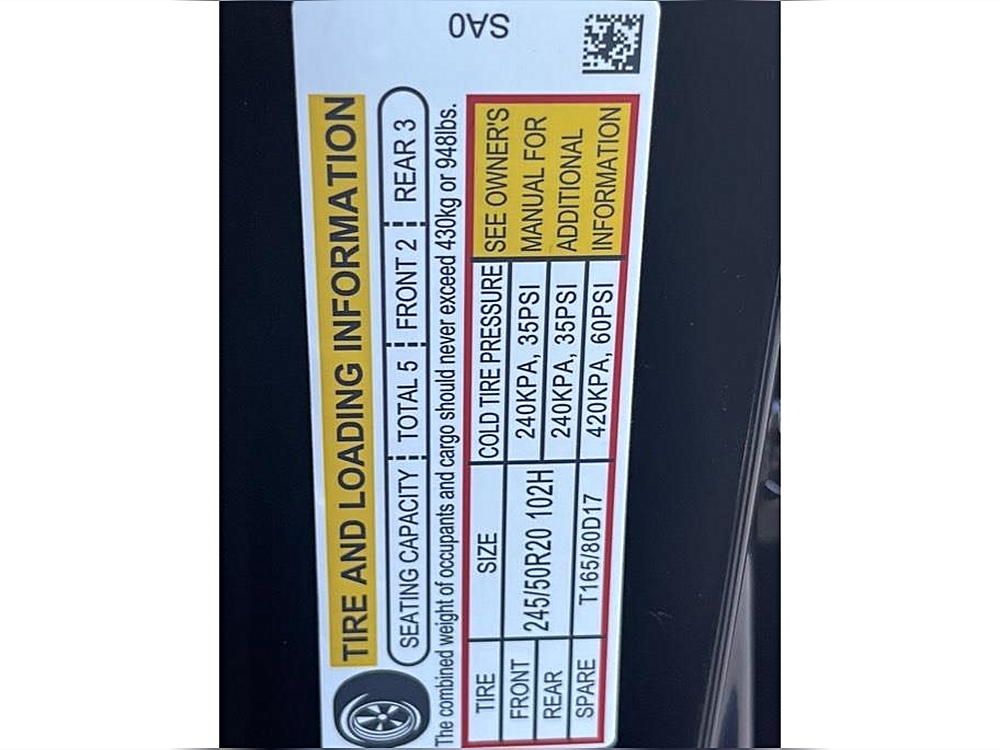 SA0
TIRE AND LOADING INFORMATION
SEATING CAPACITY TOTAL 5 FRONT 2 REAR 3
The combined weight of occupants and cargo should never exceed 430kg or 948lbs.
TIRE SIZE COLD TIRE PRESSURE SEE OWNER'S
FRONT 245/50R20 102H 240KPA, 35PSI MANUAL FOR
REAR 240KPA, 35PSI ADDITIONAL
SPARE T165/80D17 420KPA, 60PSI INFORMATION